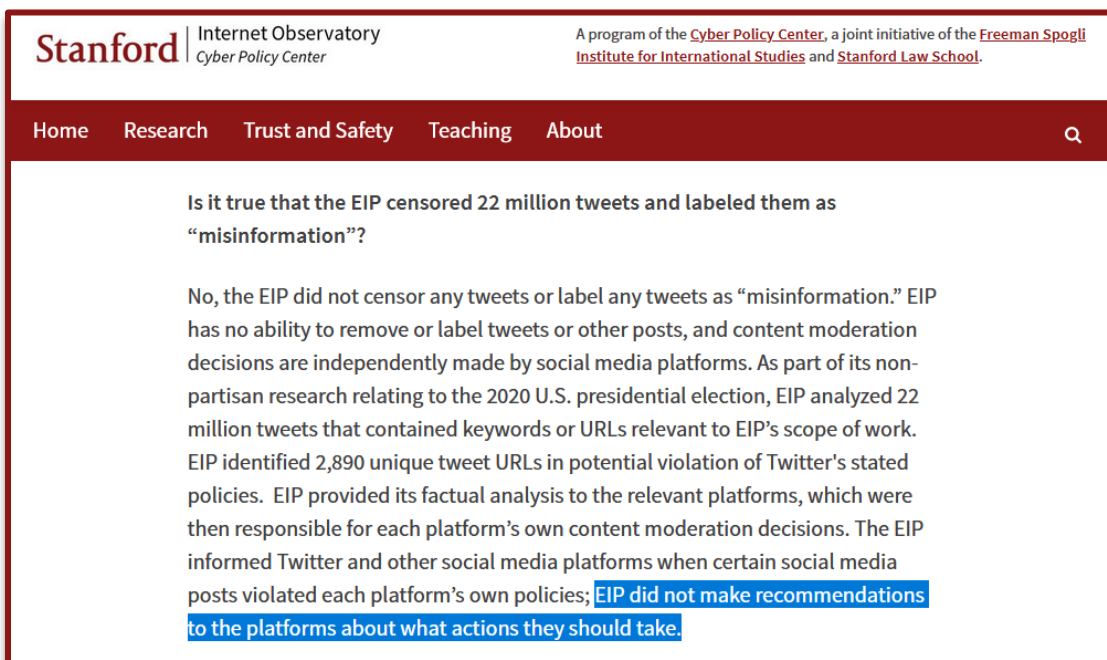 Stanford
Internet Observatory
Cyber Policy Center
A program of the Cyber Policy Center, a joint initiative of the Freeman Spogli
Institute for International Studies and Stanford Law School.
Home Research Trust and Safety Teaching About
Is it true that the EIP censored 22 million tweets and labeled them as
“misinformation”?
No, the EIP did not censor any tweets or label any tweets as “misinformation.” EIP
has no ability to remove or label tweets or other posts, and content moderation
decisions are independently made by social media platforms. As part of its non-
partisan research relating to the 2020 U.S. presidential election, EIP analyzed 22
million tweets that contained keywords or URLs relevant to EIP’s scope of work.
EIP identified 2,890 unique tweet URLs in potential violation of Twitter's stated
policies.  EIP provided its factual analysis to the relevant platforms, which were
then responsible for each platform’s own content moderation decisions. The EIP
informed Twitter and other social media platforms when certain social media
posts violated each platform’s own policies; EIP did not make recommendations
to the platforms about what actions they should take.